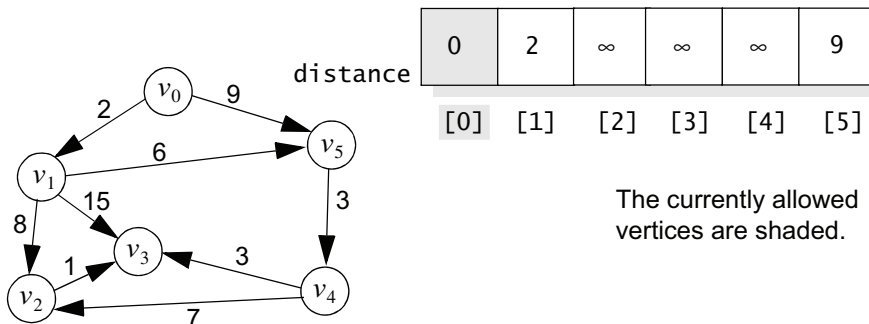 0 2 ∞ ∞ ∞ 9
distance
[0] [1] [2] [3] [4] [5]
v0
2
9
v5
6
v1
15
3
8
v3
1
3
v2
v4
7
The currently allowed
vertices are shaded.